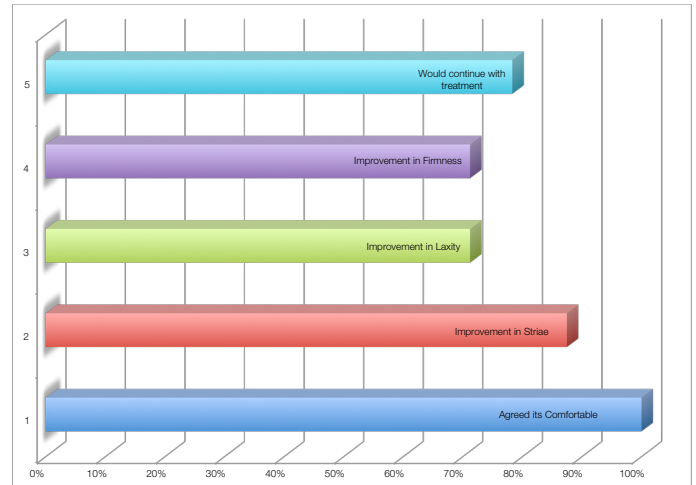 5
Would continue with
treatment
4
Improvement in Firmness
3
Improvement in Laxity
2
Improvement in Striae
1
Agreed its Comfortable
0% 10% 20% 30% 40% 50% 60% 70% 80% 90% 100%